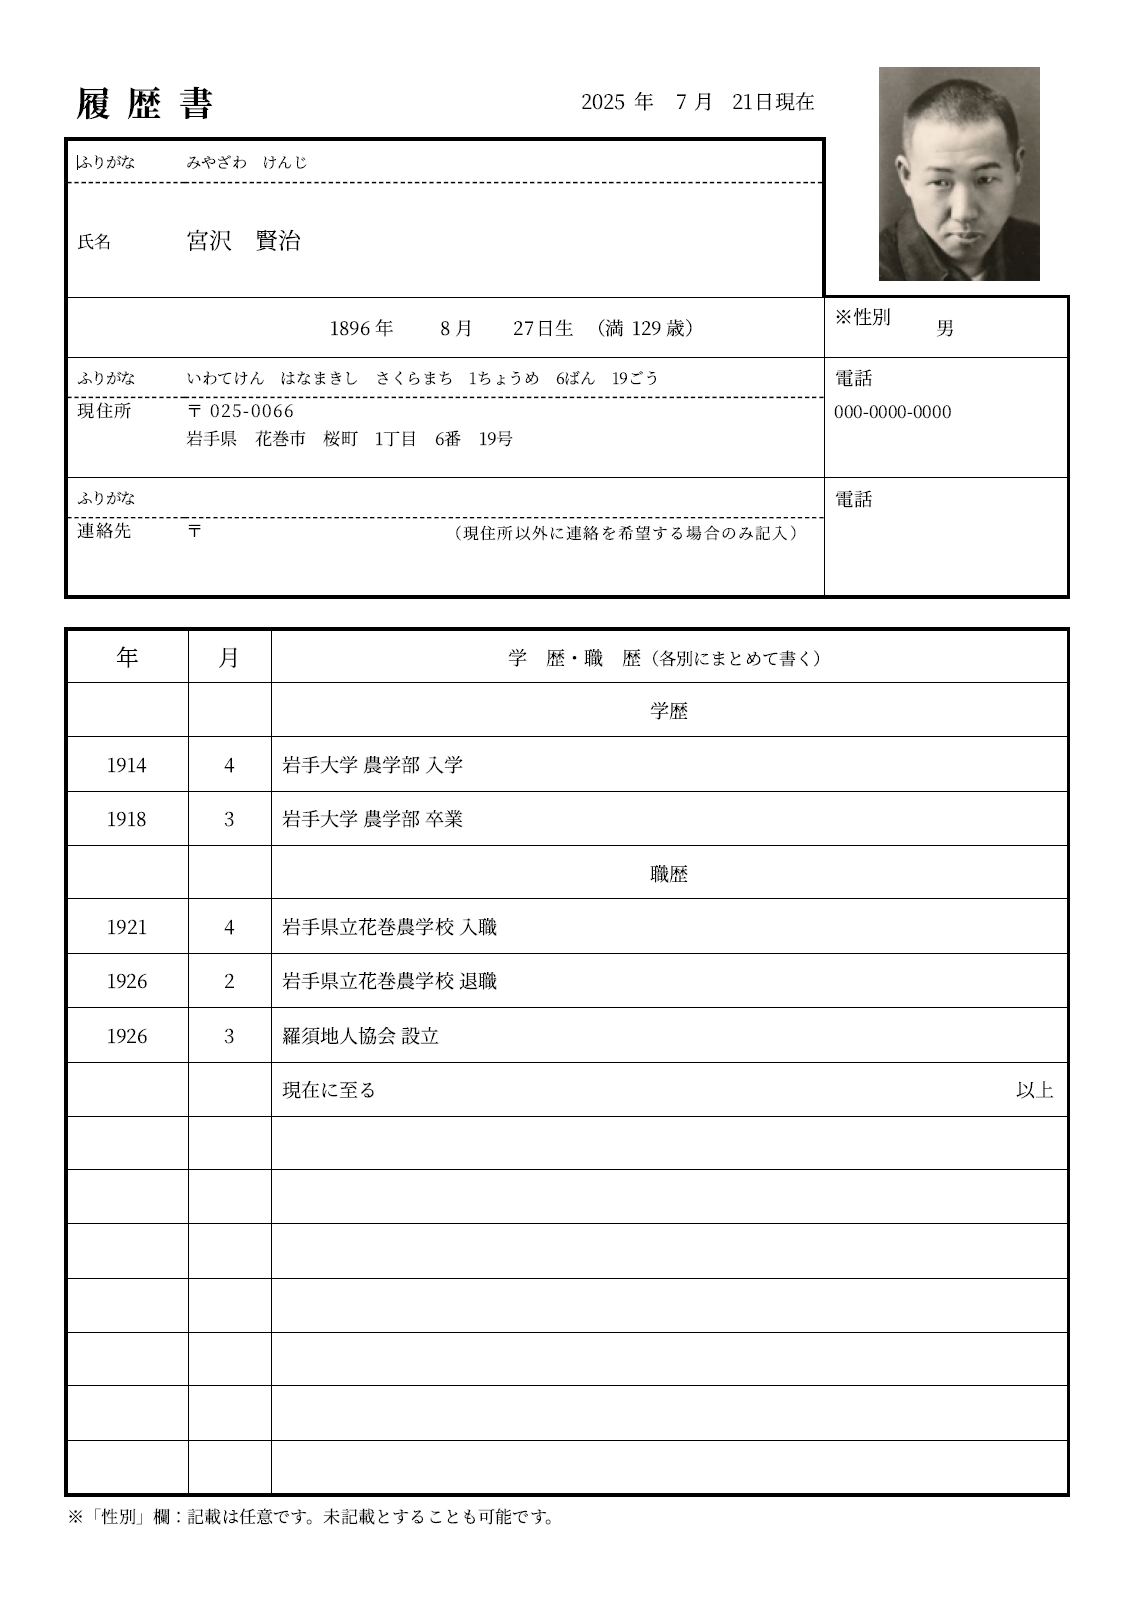 履歴書
2025 年 7 月 21日現在
ふりがな みやざわ けんじ
氏名 宮沢 賢治
1896 年 8 月 27日生 （満 129 歳）
※性別 男
ふりがな いわてけん はなまきし さくらまち 1ちょうめ 6ばん 19ごう
電話
現住所 〒 025-0066
000-0000-0000
岩手県 花巻市 桜町 1丁目 6番 19号
ふりがな
電話
連絡先 〒 （現住所以外に連絡を希望する場合のみ記入）
年 月 学 歴・職 歴（各別にまとめて書く）
学歴
1914 4 岩手大学 農学部 入学
1918 3 岩手大学 農学部 卒業
職歴
1921 4 岩手県立花巻農学校 入職
1926 2 岩手県立花巻農学校 退職
1926 3 羅須地人協会 設立
現在に至る 以上
※「性別」欄：記載は任意です。未記載とすることも可能です。